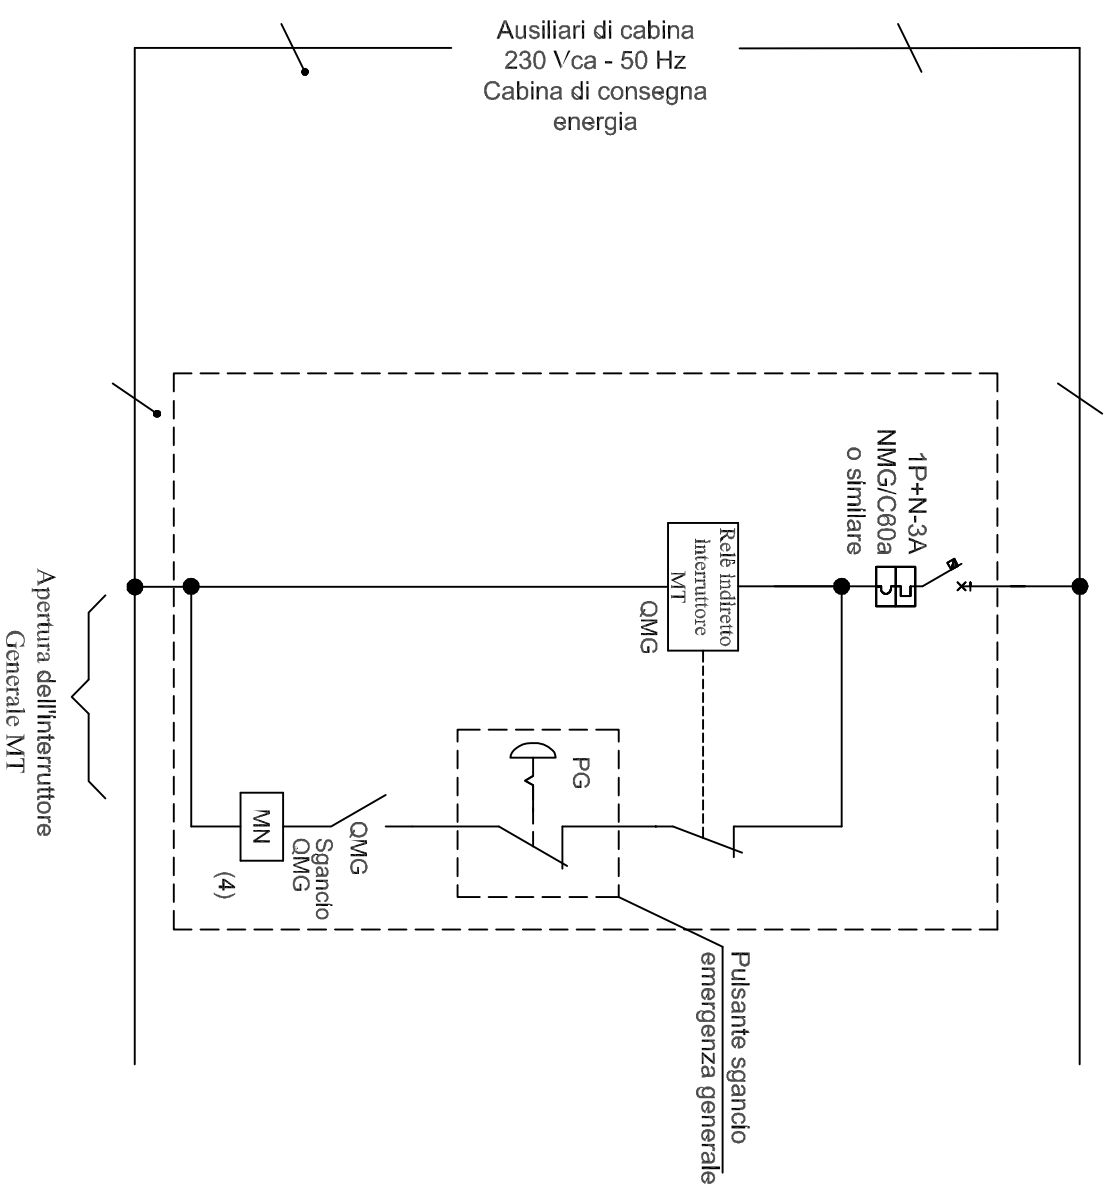 Ausiliari di cabina
230 Vca - 50 Hz
Cabina di consegna
energia
1P+N-3A
NMG/C60a
o similare
Relè indiretto
interruttore
MT
QMG
PG
QMG
Sgancio
QMG
MN
(4)
Apertura dell'interruttore
Generale MT
Pulsante sgancio
emergenza generale